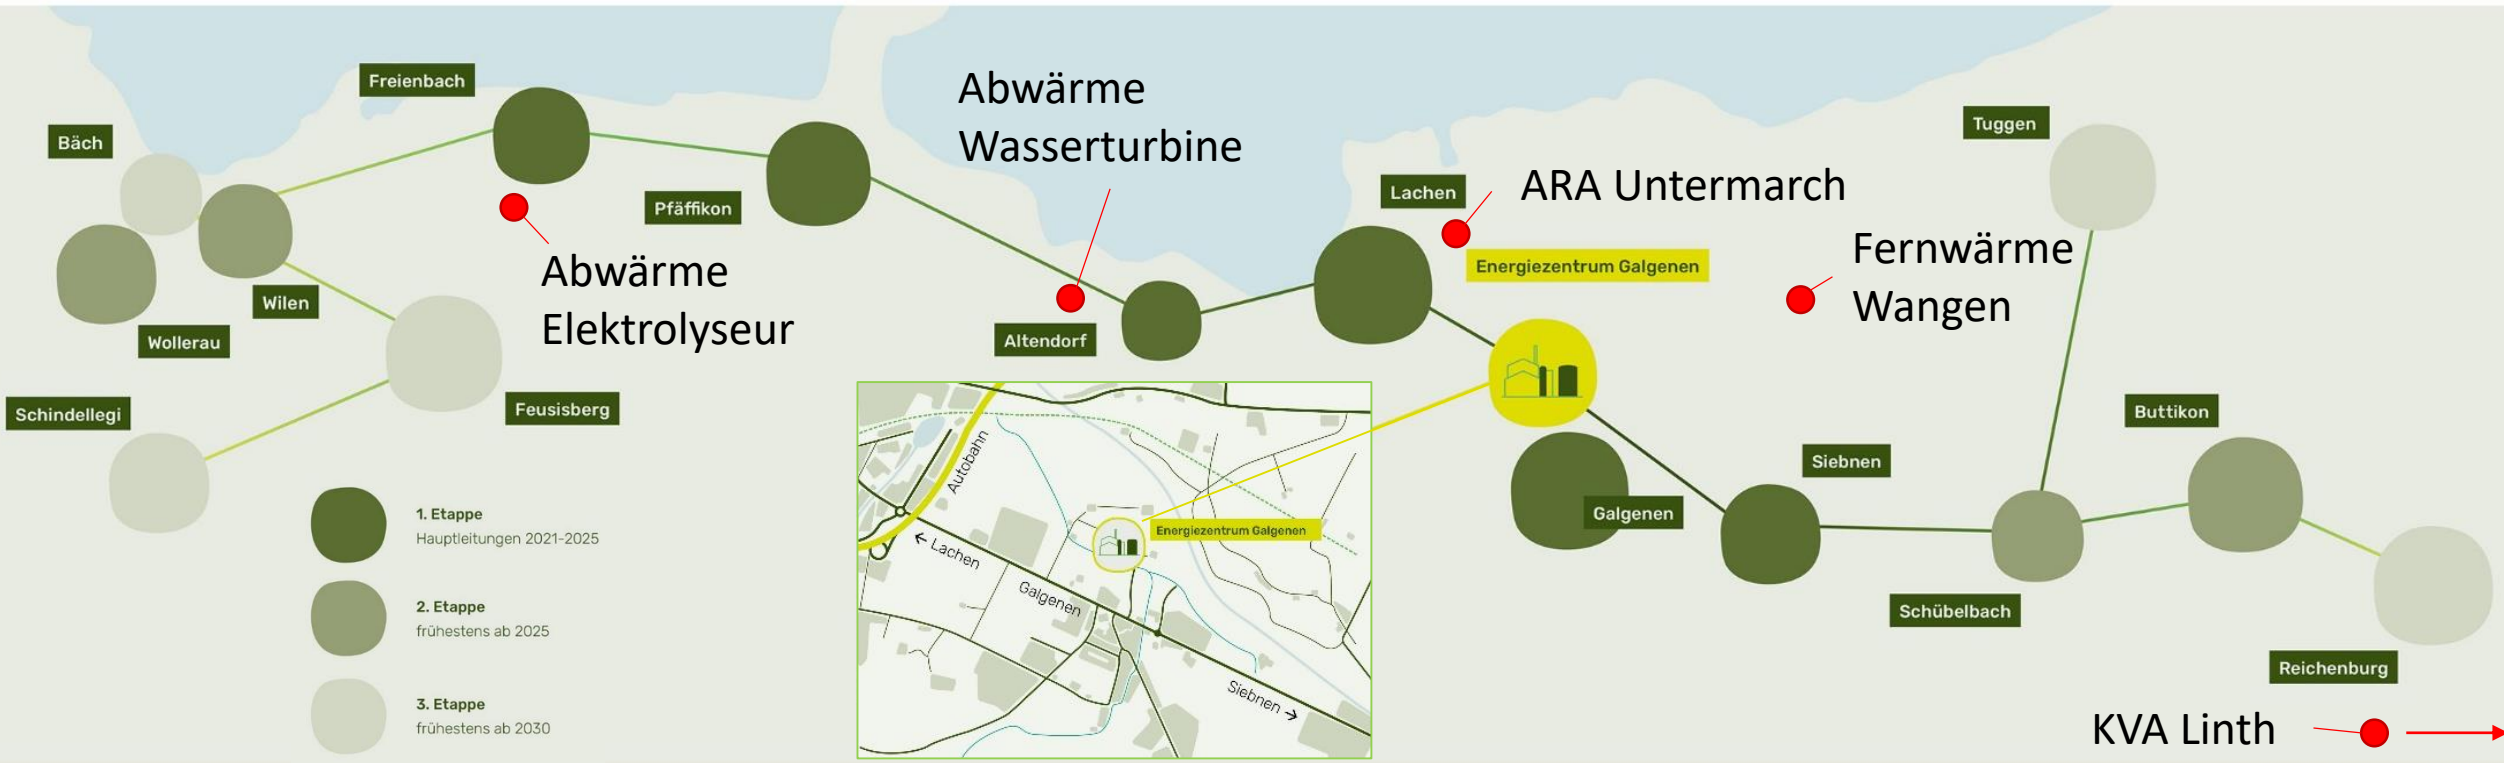 Freienbach
Bäch
Pfäffikon
Wilen
Wollerau
Schindellegi
Feusisberg
Abwärme
Elektrolyseur
Abwärme
Wasserturbine
Altendorf
Lachen
ARA Untermarch
Energiezentrum Galgenen
Fernwärme
Wangen
Tuggen
Buttikon
Siebnen
Galgenen
Schübelbach
Reichenburg
KVA Linth
1. Etappe
Hauptleitungen 2021-2025
2. Etappe
frühestens ab 2025
3. Etappe
frühestens ab 2030
Autobahn
Energiezentrum Galgenen
← Lachen
Galgenen
Siebnen →